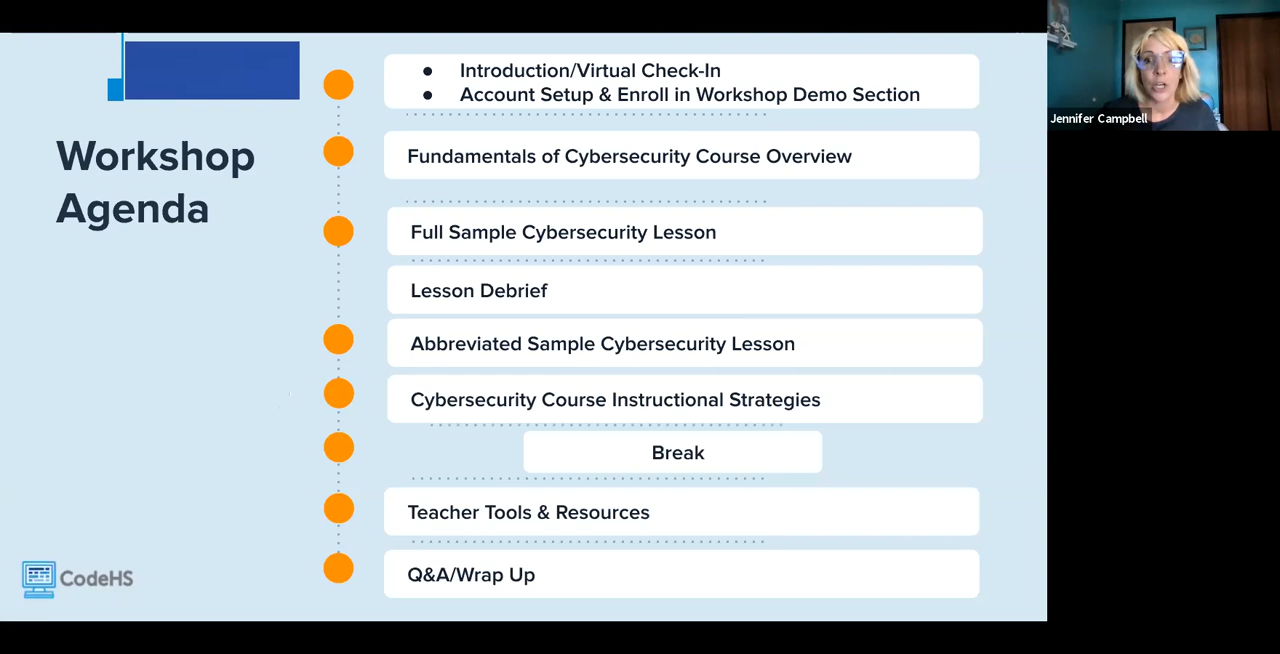 Workshop
Agenda
● Introduction/Virtual Check-In
● Account Setup & Enroll in Workshop Demo Section
Fundamentals of Cybersecurity Course Overview
Full Sample Cybersecurity Lesson
Lesson Debrief
Abbreviated Sample Cybersecurity Lesson
Cybersecurity Course Instructional Strategies
Break
Teacher Tools & Resources
Q&A/Wrap Up
CodeHS
Jennifer Campbell